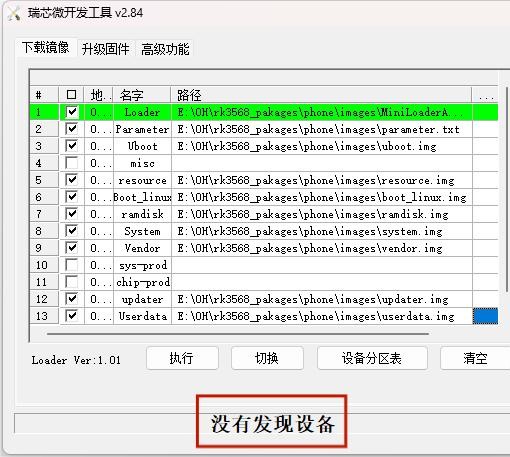 瑞芯微开发工具 v2.84
下载镜像 升级固件 高级功能
# 地.. 名字 路径 ...
1 0... Loader E:\OH\rk3568_pakages\phone\images\MiniLoaderA...
2 0... Parameter E:\OH\rk3568_pakages\phone\images\parameter.txt
3 0... Uboot E:\OH\rk3568_pakages\phone\images\uboot.img
4 0... misc
5 0... resource E:\OH\rk3568_pakages\phone\images\resource.img
6 0... Boot_linux E:\OH\rk3568_pakages\phone\images\boot_linux.img
7 0... ramdisk E:\OH\rk3568_pakages\phone\images\ramdisk.img
8 0... System E:\OH\rk3568_pakages\phone\images\system.img
9 0... Vendor E:\OH\rk3568_pakages\phone\images\vendor.img
10 0... sys-prod
11 0... chip-prod
12 0... updater E:\OH\rk3568_pakages\phone\images\updater.img
13 0... Userdata E:\OH\rk3568_pakages\phone\images\userdata.img
Loader Ver:1.01 执行 切换 设备分区表 清空
没有发现设备